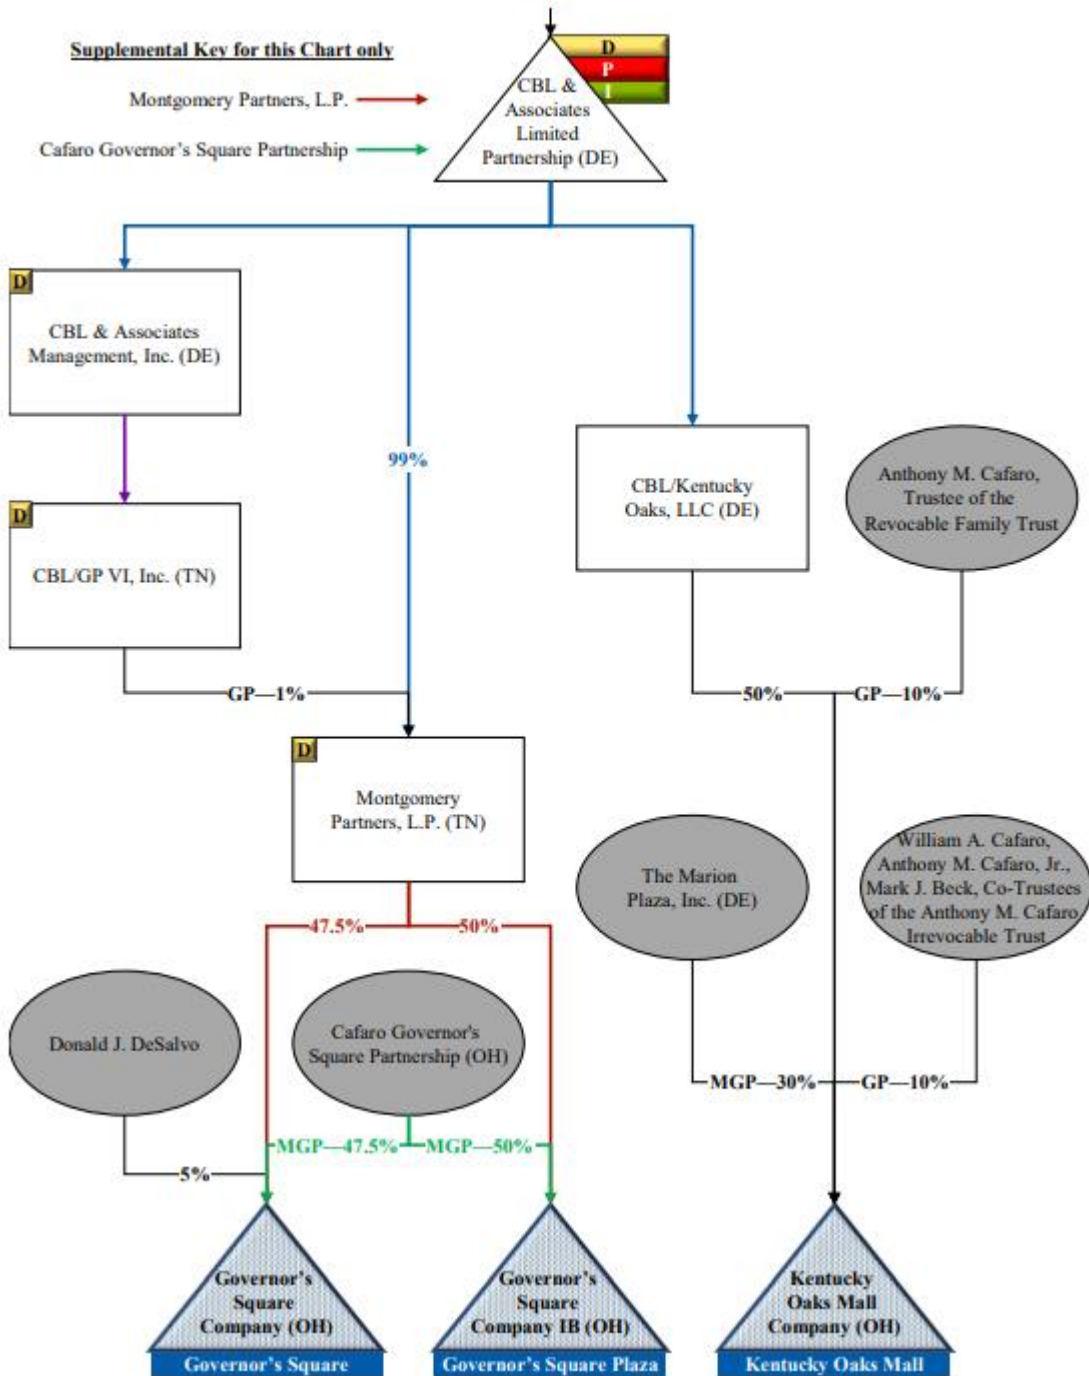 Supplemental Key for this Chart only
Montgomery Partners, L.P.
Cafaro Governor's Square Partnership
D
P
I
CBL &
Associates
Limited
Partnership (DE)
D
CBL & Associates
Management, Inc. (DE)
D
CBL/GP VI, Inc. (TN)
99%
CBL/Kentucky
Oaks, LLC (DE)
Anthony M. Cafaro,
Trustee of the
Revocable Family Trust
GP—1%
50%
GP—10%
D
Montgomery
Partners, L.P. (TN)
The Marion
Plaza, Inc. (DE)
William A. Cafaro,
Anthony M. Cafaro, Jr.,
Mark J. Beck, Co-Trustees
of the Anthony M. Cafaro
Irrevocable Trust
47.5%
50%
Donald J. DeSalvo
Cafaro Governor's
Square Partnership (OH)
MGP—30%
GP—10%
MGP—47.5%
MGP—50%
5%
Governor's
Square
Company (OH)
Governor's Square
Governor's
Square
Company IB (OH)
Governor's Square Plaza
Kentucky
Oaks Mall
Company (OH)
Kentucky Oaks Mall